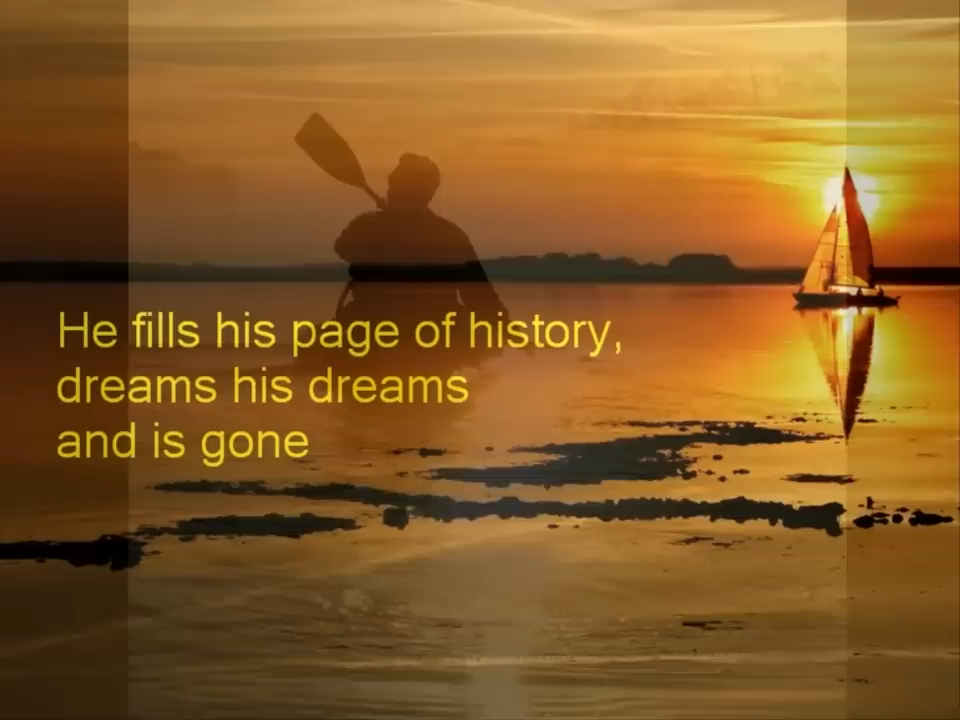 He fills his page of history,
dreams his dreams
and is gone